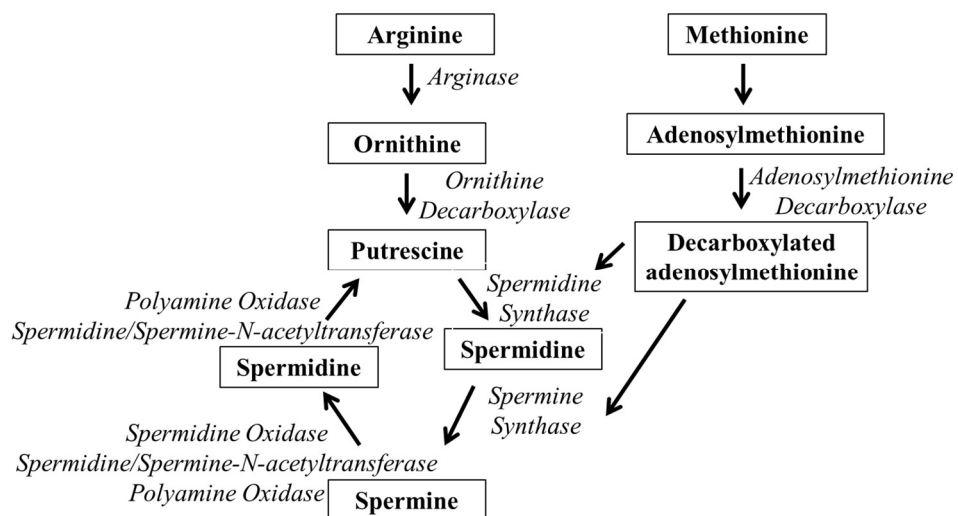 Arginine
Methionine
Arginase
Ornithine
Adenosylmethionine
Ornithine
Decarboxylase
Adenosylmethionine
Decarboxylase
Putrescine
Decarboxylated
adenosylmethionine
Polyamine Oxidase
Spermidine/Spermine-N-acetyltransferase
Spermidine
Synthase
Spermidine
Spermidine
Spermine
Synthase
Spermidine Oxidase
Spermidine/Spermine-N-acetyltransferase
Polyamine Oxidase
Spermine